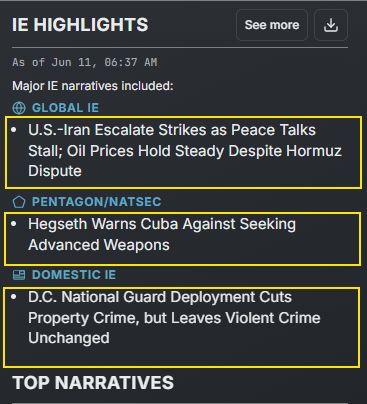 IE HIGHLIGHTS
See more
As of Jun 11, 06:37 AM
Major IE narratives included:
GLOBAL IE
• U.S.-Iran Escalate Strikes as Peace Talks
Stall; Oil Prices Hold Steady Despite Hormuz
Dispute
PENTAGON/NATSEC
• Hegseth Warns Cuba Against Seeking
Advanced Weapons
DOMESTIC IE
• D.C. National Guard Deployment Cuts
Property Crime, but Leaves Violent Crime
Unchanged
TOP NARRATIVES